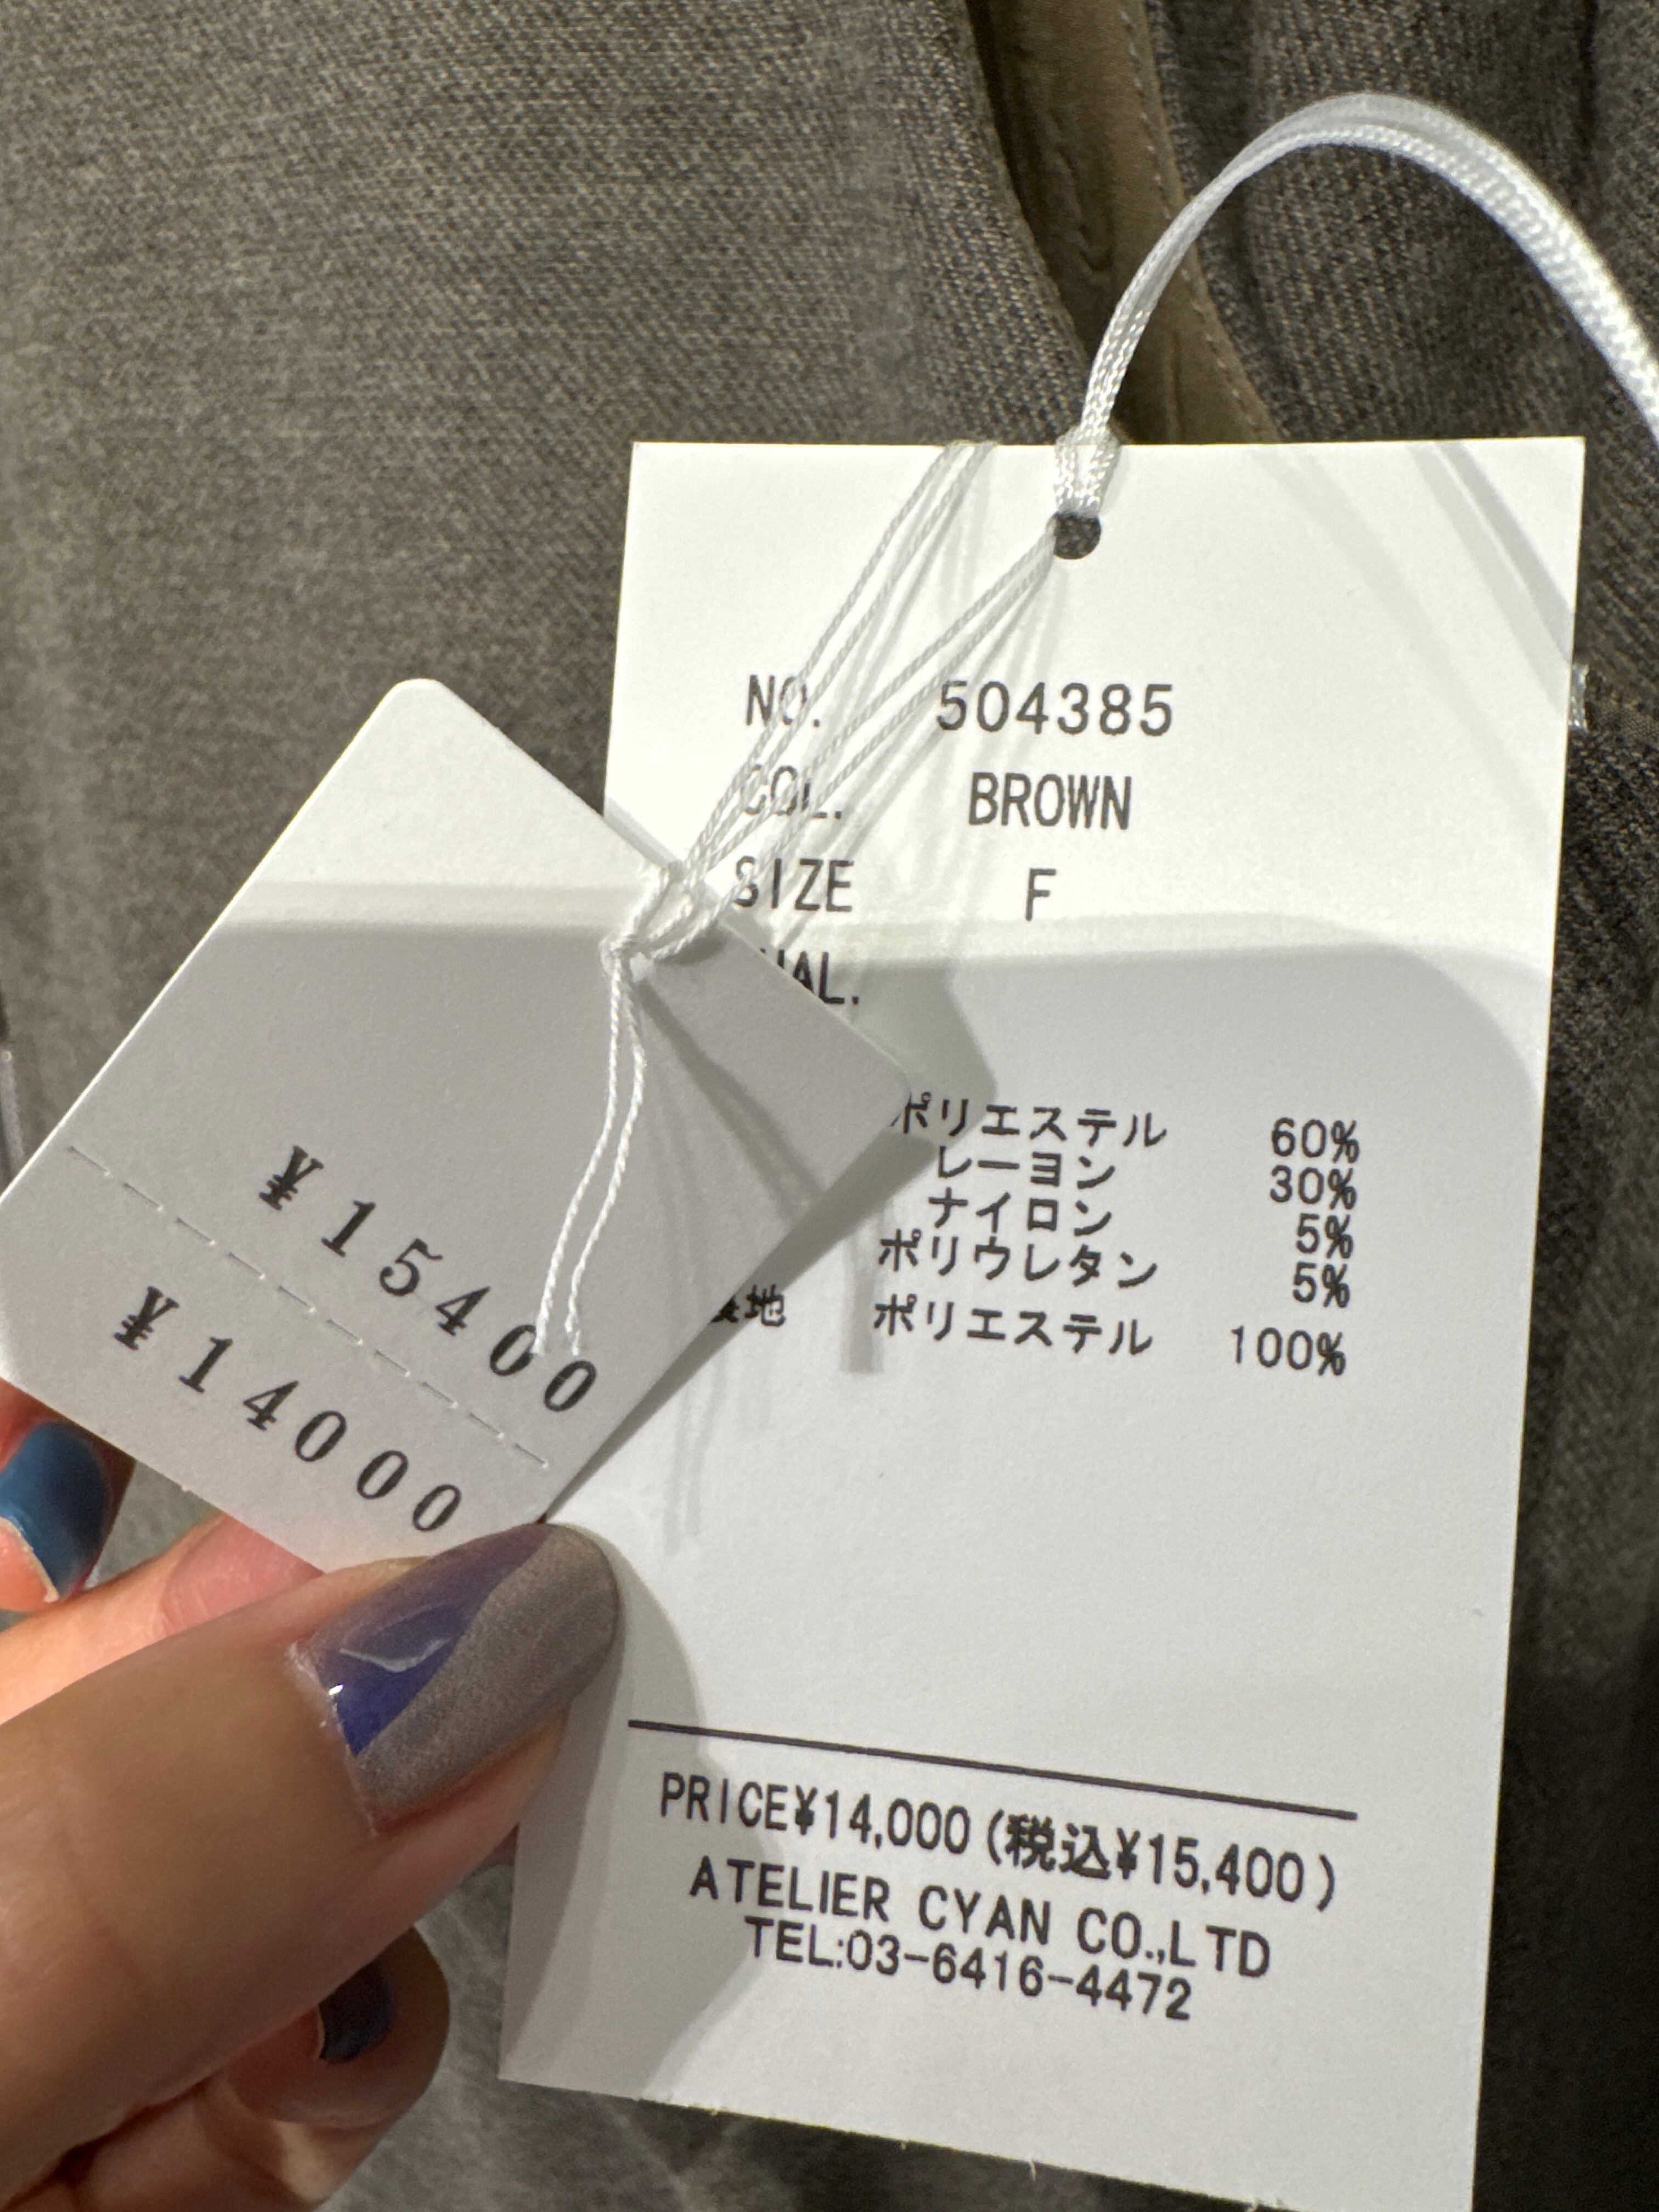 NO. 504385
COL. BROWN
SIZE F
ポリエステル 60%
レーヨン 30%
ナイロン 5%
ポリウレタン 5%
ポリエステル 100%
PRICE¥14,000(税込¥15,400)
ATELIER CYAN CO.,LTD
TEL:03-6416-4472
¥15400
¥14000